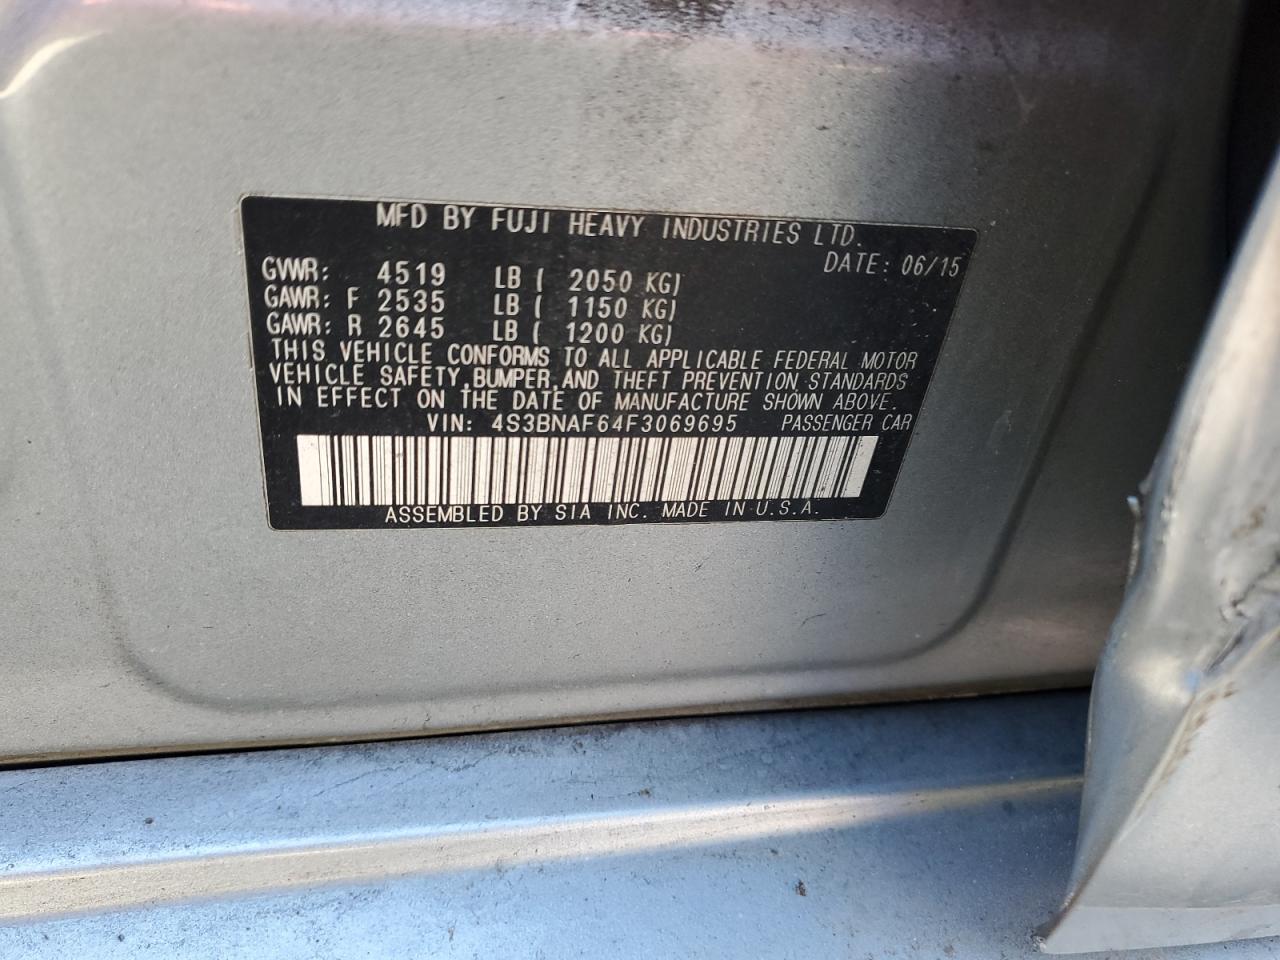 MFD BY FUJI HEAVY INDUSTRIES LTD.
DATE: 06/15
GVWR: 4519 LB ( 2050 KG)
GAWR: F 2535 LB ( 1150 KG)
GAWR: R 2645 LB ( 1200 KG)
THIS VEHICLE CONFORMS TO ALL APPLICABLE FEDERAL MOTOR
VEHICLE SAFETY,BUMPER,AND THEFT PREVENTION STANDARDS
IN EFFECT ON THE DATE OF MANUFACTURE SHOWN ABOVE.
VIN: 4S3BNAF64F3069695 PASSENGER CAR
ASSEMBLED BY SIA INC. MADE IN U.S.A.